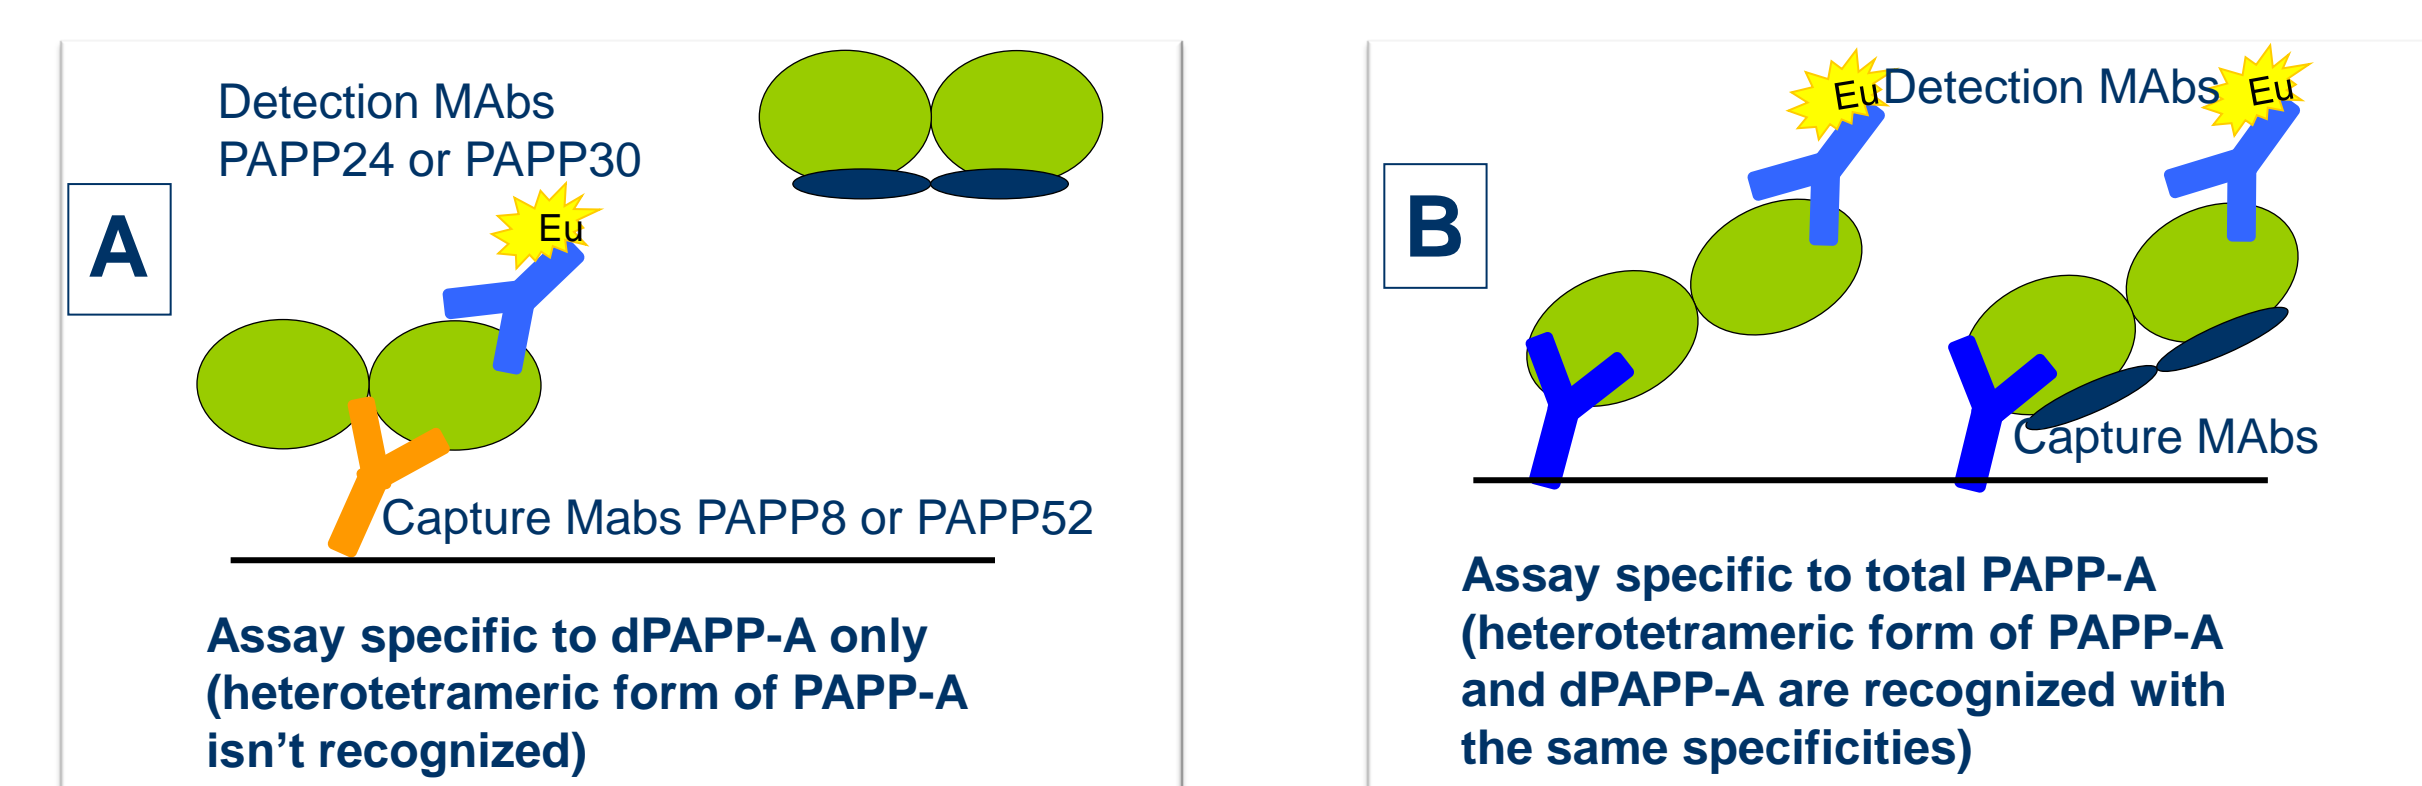 Detection MAbs
PAPP24 or PAPP30
A
Eu
Capture Mabs PAPP8 or PAPP52
Assay specific to dPAPP-A only
(heterotetrameric form of PAPP-A
isn’t recognized)
Eu
Detection MAbs
Eu
B
Capture MAbs
Assay specific to total PAPP-A
(heterotetrameric form of PAPP-A
and dPAPP-A are recognized with
the same specificities)